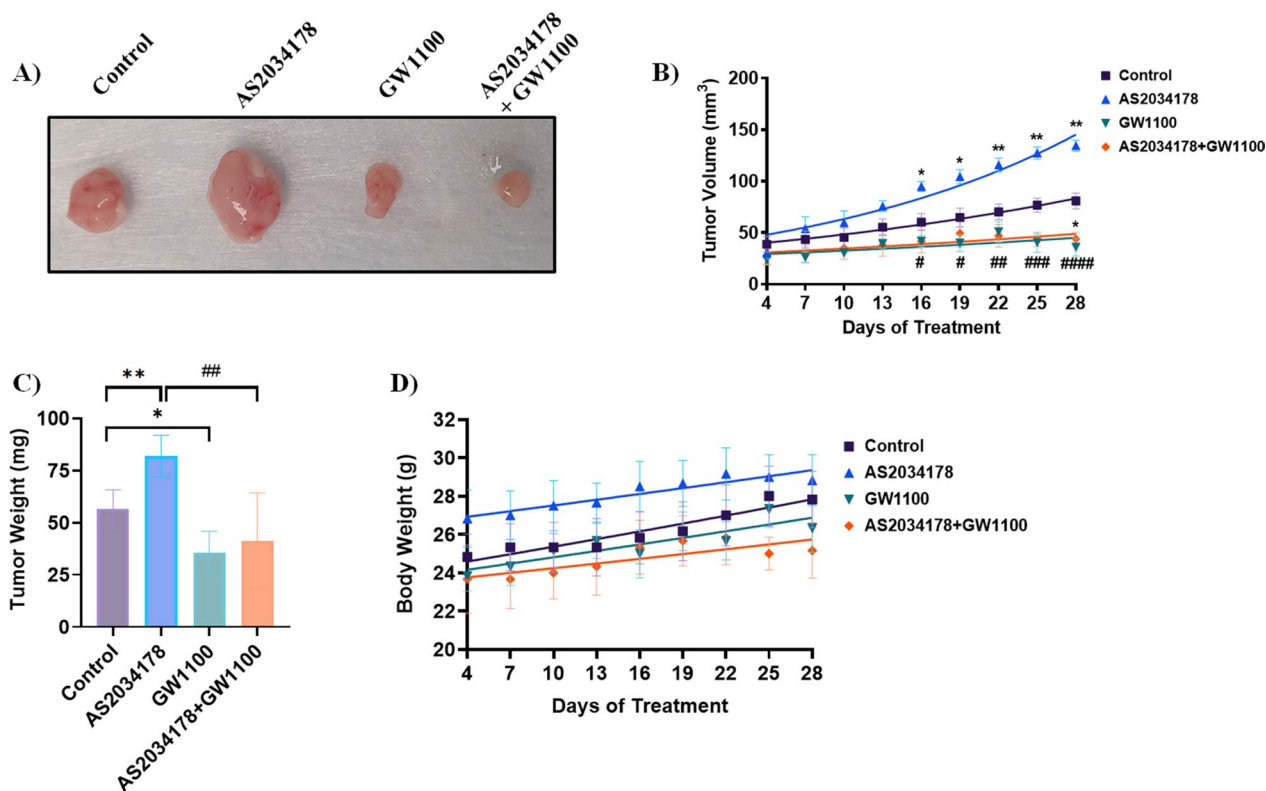 A)
Control
AS2034178
GW1100
AS2034178
+ GW1100
B)
Tumor Volume (mm³)
200
150
100
50
0
4 7 10 13 16 19 22 25 28
Days of Treatment
* * ** ** **
*
# # ## ### ####
Control
AS2034178
GW1100
AS2034178+GW1100
C)
** ##
*
Tumor Weight (mg)
100
75
50
25
0
Control
AS2034178
GW1100
AS2034178+GW1100
D)
Body Weight (g)
32
30
28
26
24
22
20
4 7 10 13 16 19 22 25 28
Days of Treatment
Control
AS2034178
GW1100
AS2034178+GW1100